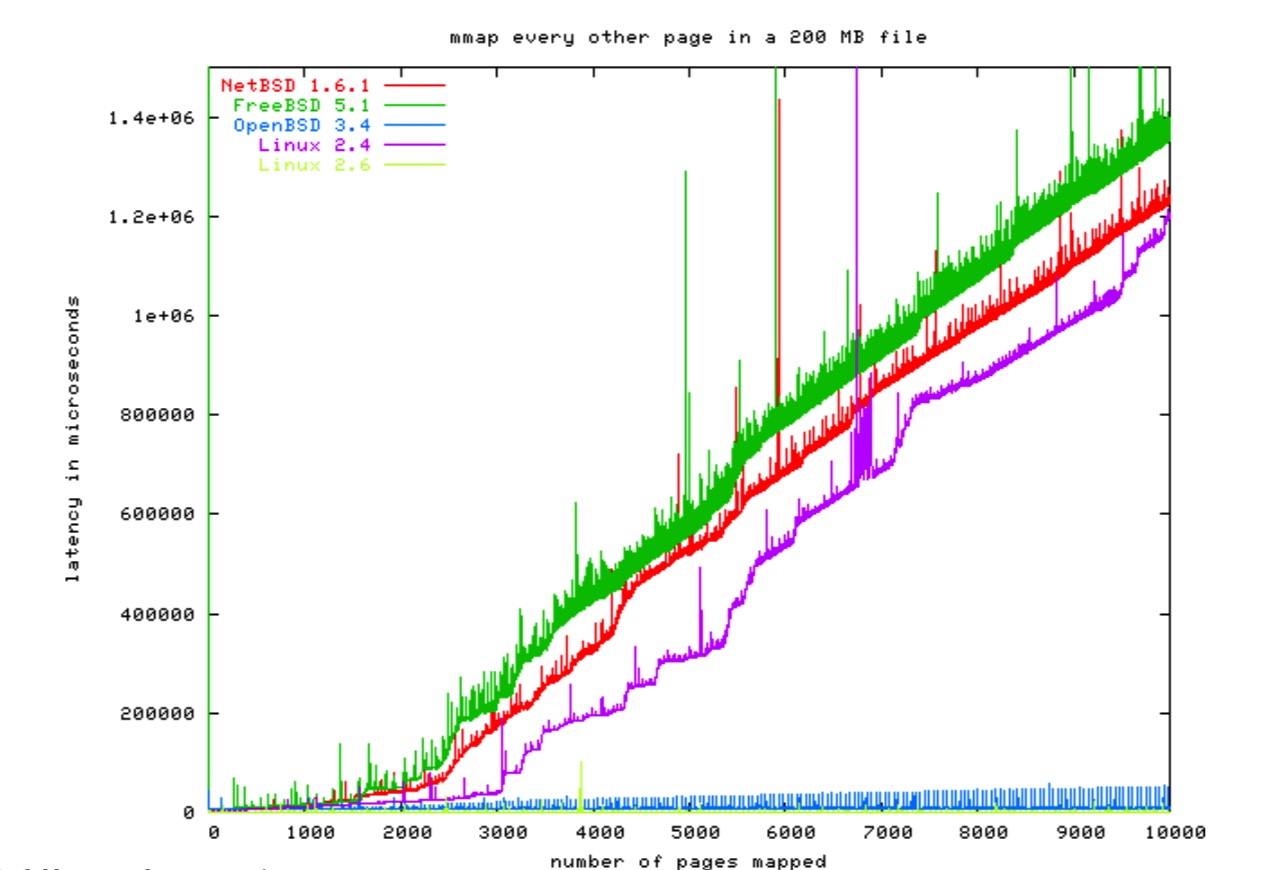 mmap every other page in a 200 MB file
NetBSD 1.6.1
FreeBSD 5.1
OpenBSD 3.4
Linux 2.4
Linux 2.6
1.4e+06
1.2e+06
1e+06
800000
600000
400000
200000
0
latency in microseconds
0 1000 2000 3000 4000 5000 6000 7000 8000 9000 10000
number of pages mapped